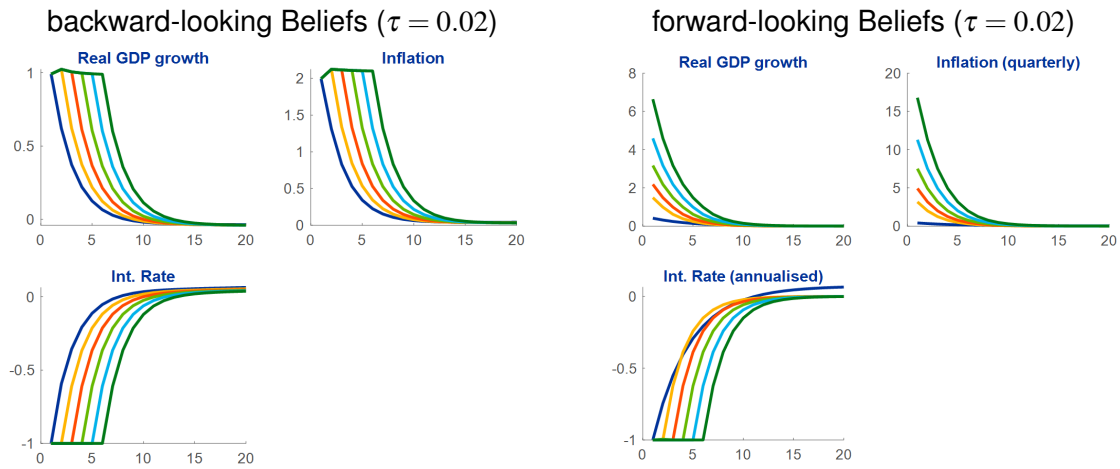 backward-looking Beliefs (τ = 0.02)
Real GDP growth
1
0.5
0
0 5 10 15 20
Inflation
2
1.5
1
0.5
0
0 5 10 15 20
Int. Rate
0
-0.5
-1
0 5 10 15 20
forward-looking Beliefs (τ = 0.02)
Real GDP growth
8
6
4
2
0
0 5 10 15 20
Inflation (quarterly)
20
15
10
5
0
0 5 10 15 20
Int. Rate (annualised)
0
-0.5
-1
0 5 10 15 20